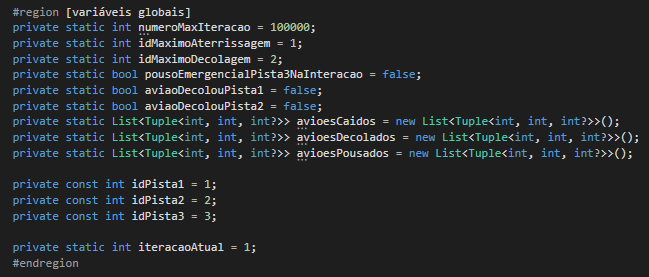 #region [variáveis globais]
private static int numeroMaxIteracao = 100000;
private static int idMaximoAterrissagem = 1;
private static int idMaximoDecolagem = 2;
private static bool pousoEmergencialPista3NaInteracao = false;
private static bool aviaoDecolouPista1 = false;
private static bool aviaoDecolouPista2 = false;
private static List<Tuple<int, int, int?>> avioesCaidos = new List<Tuple<int, int, int?>>();
private static List<Tuple<int, int, int?>> avioesDecolados = new List<Tuple<int, int, int?>>();
private static List<Tuple<int, int, int?>> avioesPousados = new List<Tuple<int, int, int?>>();
private const int idPista1 = 1;
private const int idPista2 = 2;
private const int idPista3 = 3;
private static int iteracaoAtual = 1;
#endregion